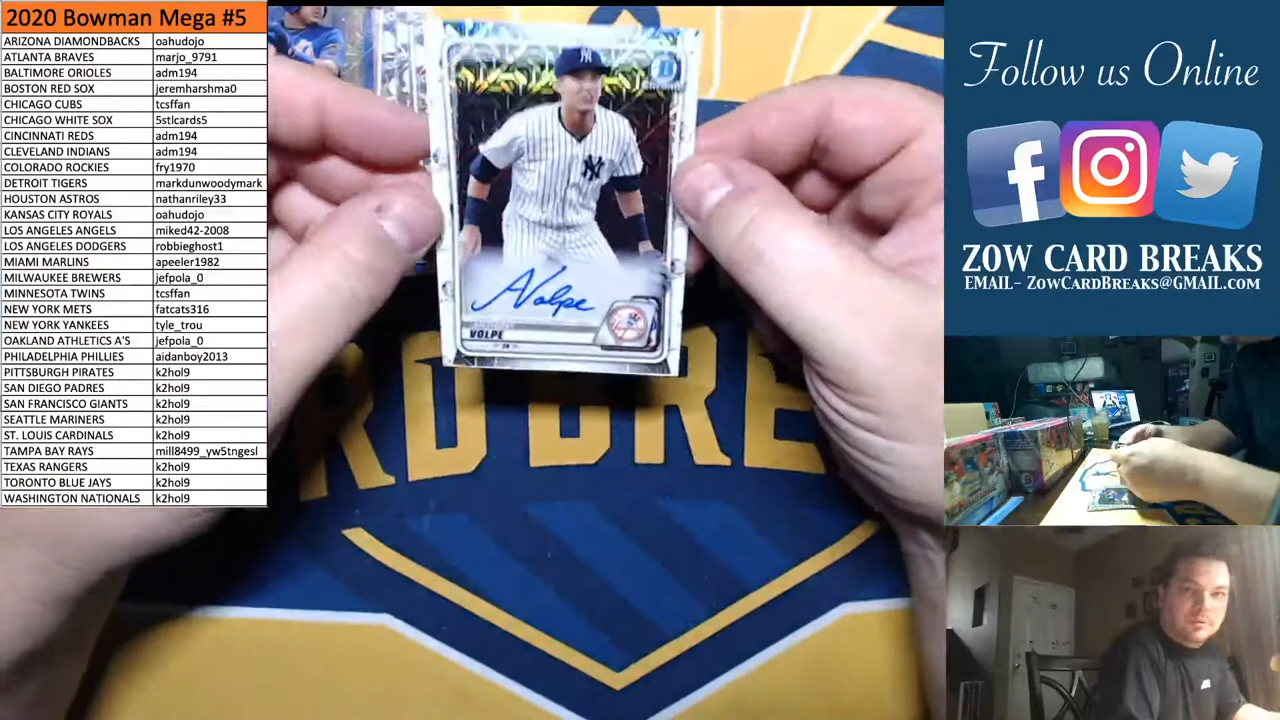 2020 Bowman Mega #5
ARIZONA DIAMONDBACKS oahudojo
ATLANTA BRAVES marjo_9791
BALTIMORE ORIOLES adm194
BOSTON RED SOX jeremharshma0
CHICAGO CUBS tcsffan
CHICAGO WHITE SOX 5stlcards5
CINCINNATI REDS adm194
CLEVELAND INDIANS adm194
COLORADO ROCKIES fry1970
DETROIT TIGERS markdunwoodymark
HOUSTON ASTROS nathanriley33
KANSAS CITY ROYALS oahudojo
LOS ANGELES ANGELS miked42-2008
LOS ANGELES DODGERS robbieghost1
MIAMI MARLINS apeeler1982
MILWAUKEE BREWERS jefpola_0
MINNESOTA TWINS tcsffan
NEW YORK METS fatcats316
NEW YORK YANKEES tyle_trou
OAKLAND ATHLETICS A'S jefpola_0
PHILADELPHIA PHILLIES aidanboy2013
PITTSBURGH PIRATES k2hol9
SAN DIEGO PADRES k2hol9
SAN FRANCISCO GIANTS k2hol9
SEATTLE MARINERS k2hol9
ST. LOUIS CARDINALS k2hol9
TAMPA BAY RAYS mill8499_yw5tngesl
TEXAS RANGERS k2hol9
TORONTO BLUE JAYS k2hol9
WASHINGTON NATIONALS k2hol9
NY
NY
AVolpe
VOLPE
RD BRE
Follow us Online
ZOW CARD BREAKS
EMAIL- ZOWCARDBREAKS@GMAIL.COM